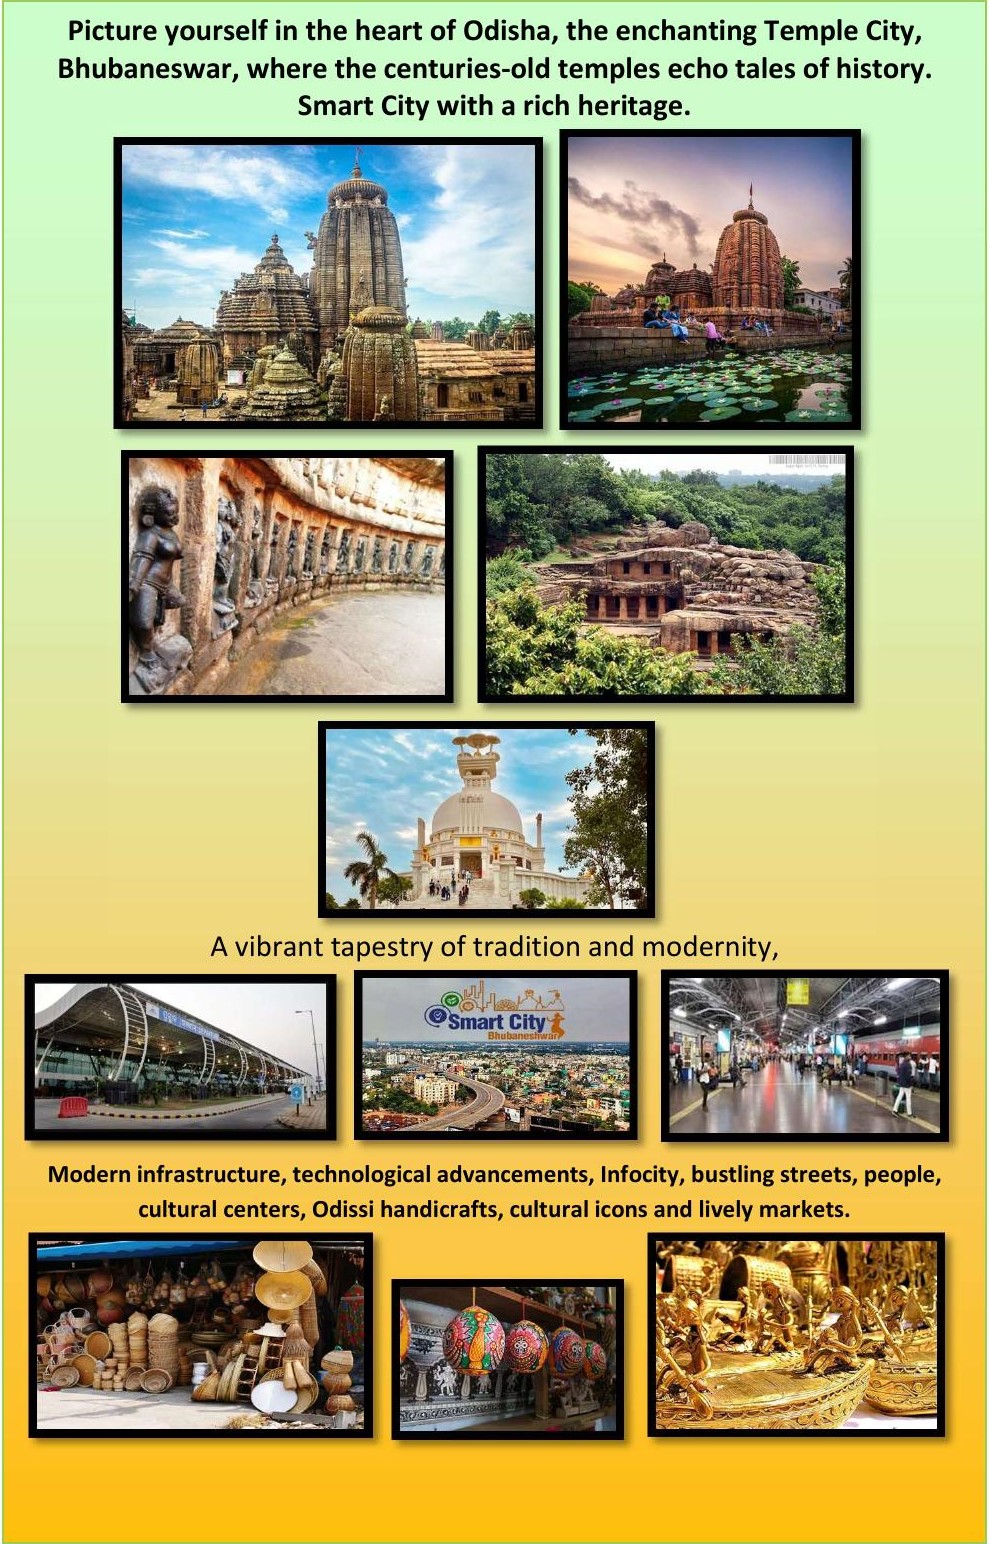 Picture yourself in the heart of Odisha, the enchanting Temple City,
Bhubaneswar, where the centuries-old temples echo tales of history.
Smart City with a rich heritage.
A vibrant tapestry of tradition and modernity,
Smart City
Bhubaneshwar
Modern infrastructure, technological advancements, Infocity, bustling streets, people,
cultural centers, Odissi handicrafts, cultural icons and lively markets.